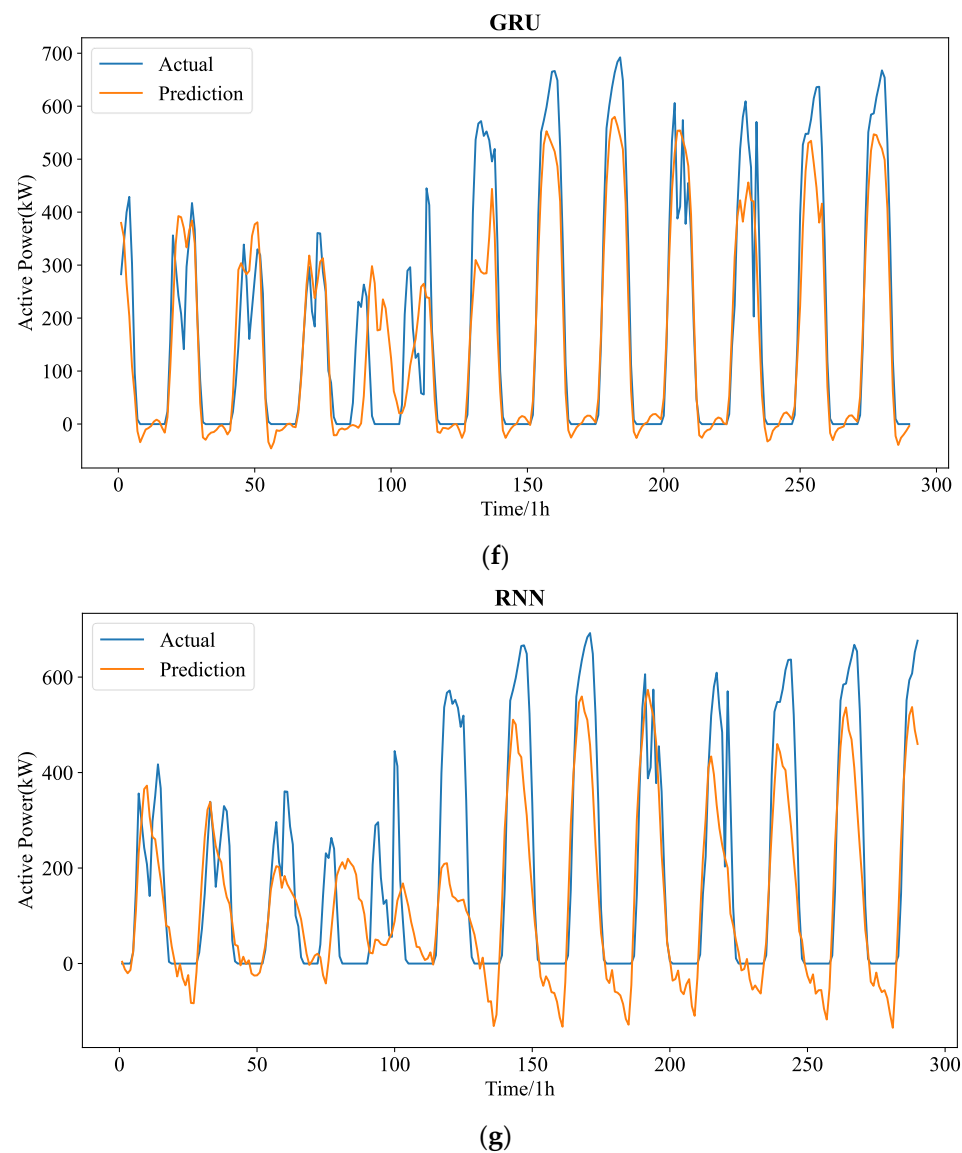 GRU
Actual
Prediction
Active Power(kW)
700
600
500
400
300
200
100
0
0 50 100 150 200 250 300
Time/1h
(f)
RNN
Actual
Prediction
Active Power(kW)
600
400
200
0
0 50 100 150 200 250 300
Time/1h
(g)